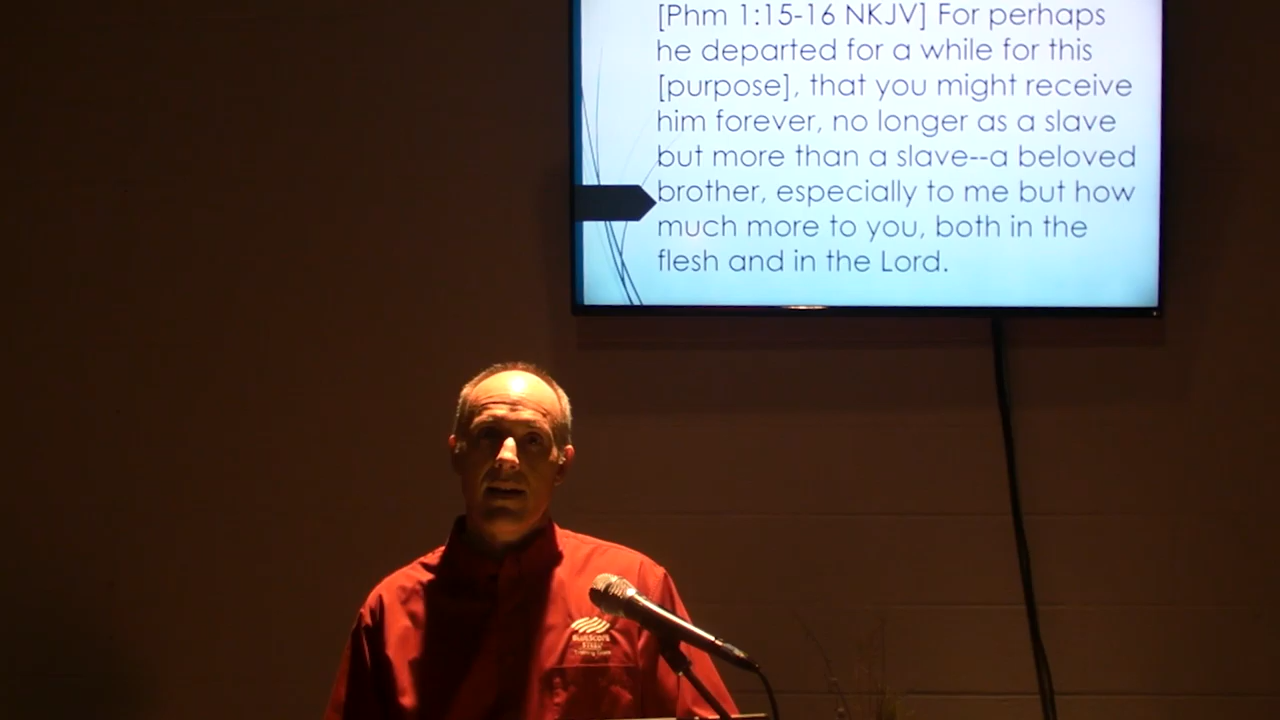 [Phm 1:15-16 NKJV] For perhaps
he departed for a while for this
[purpose], that you might receive
him forever, no longer as a slave
but more than a slave--a beloved
brother, especially to me but how
much more to you, both in the
flesh and in the Lord.